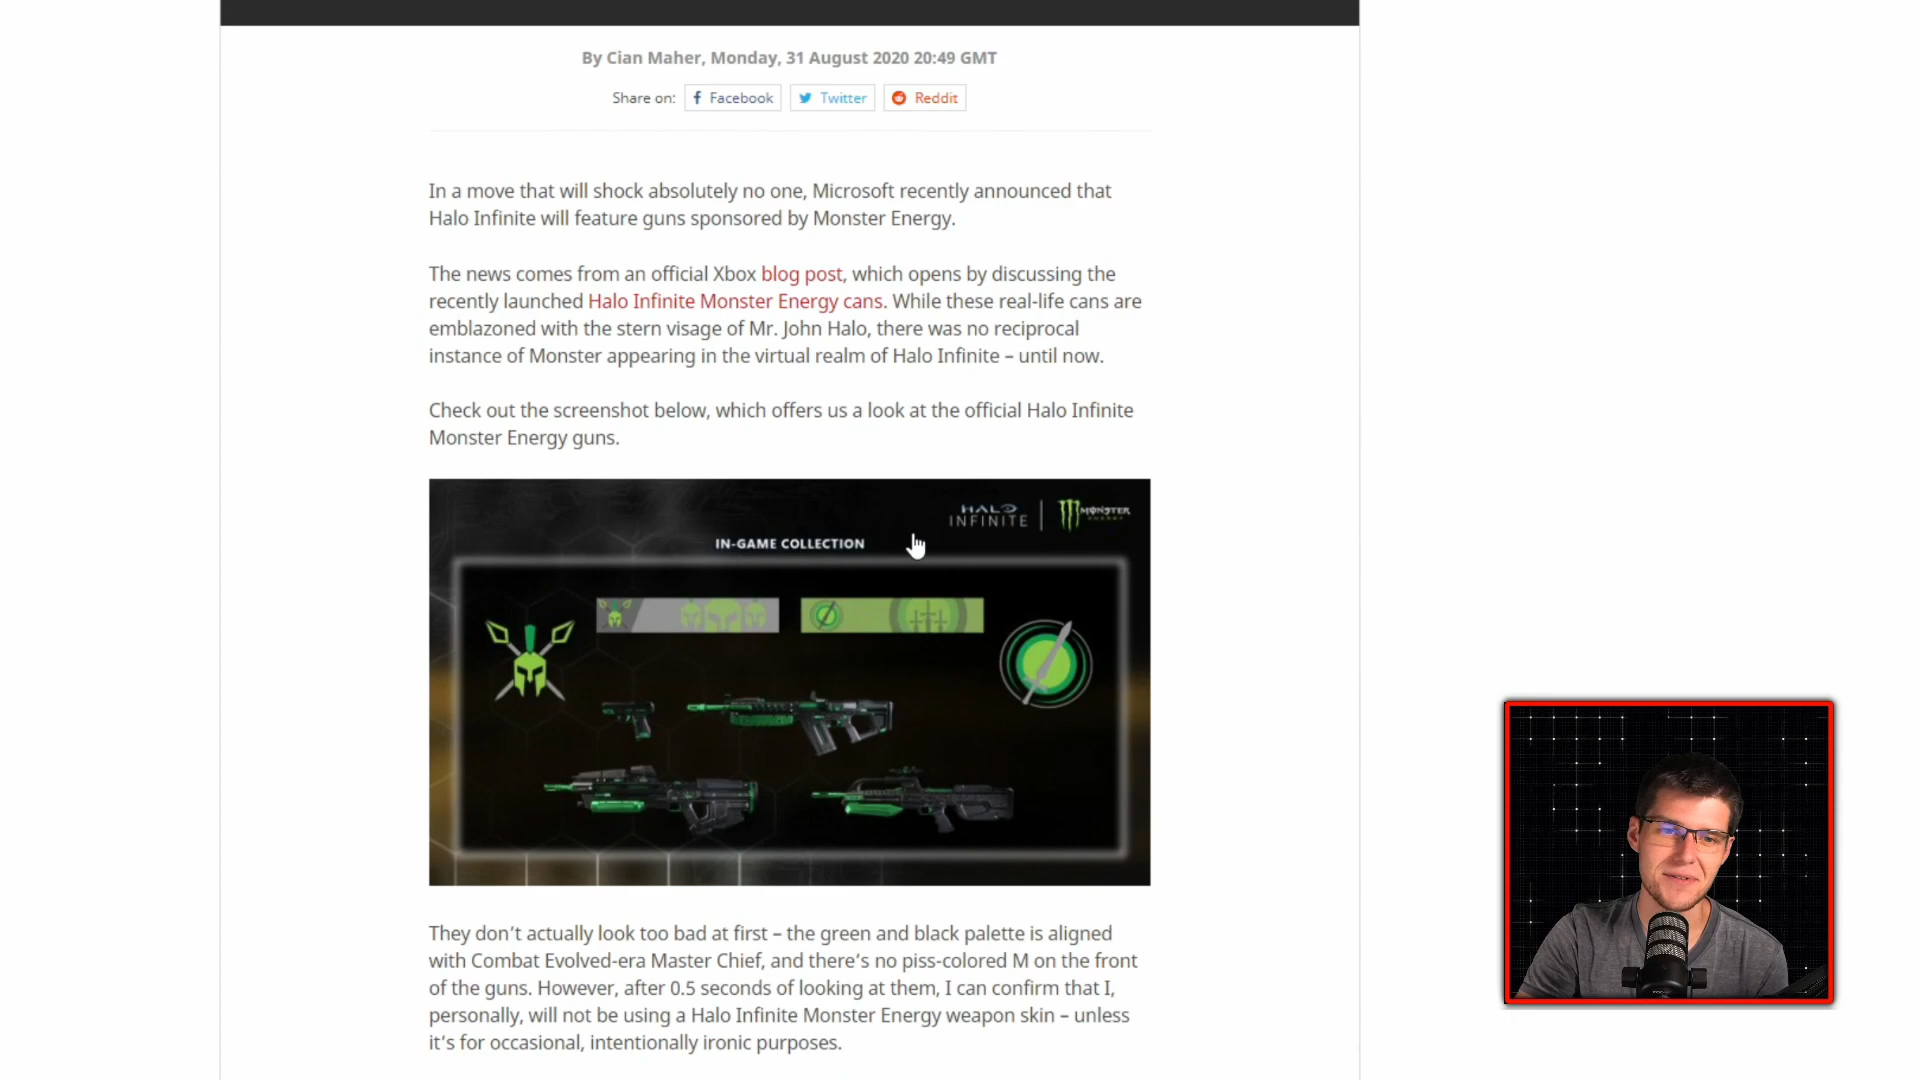 By Cian Maher, Monday, 31 August 2020 20:49 GMT
Share on: Facebook Twitter Reddit
In a move that will shock absolutely no one, Microsoft recently announced that
Halo Infinite will feature guns sponsored by Monster Energy.
The news comes from an official Xbox blog post, which opens by discussing the
recently launched Halo Infinite Monster Energy cans. While these real-life cans are
emblazoned with the stern visage of Mr. John Halo, there was no reciprocal
instance of Monster appearing in the virtual realm of Halo Infinite – until now.
Check out the screenshot below, which offers us a look at the official Halo Infinite
Monster Energy guns.
HALO
INFINITE
MONSTER
ENERGY
IN-GAME COLLECTION
They don't actually look too bad at first – the green and black palette is aligned
with Combat Evolved-era Master Chief, and there's no piss-colored M on the front
of the guns. However, after 0.5 seconds of looking at them, I can confirm that I,
personally, will not be using a Halo Infinite Monster Energy weapon skin – unless
it's for occasional, intentionally ironic purposes.